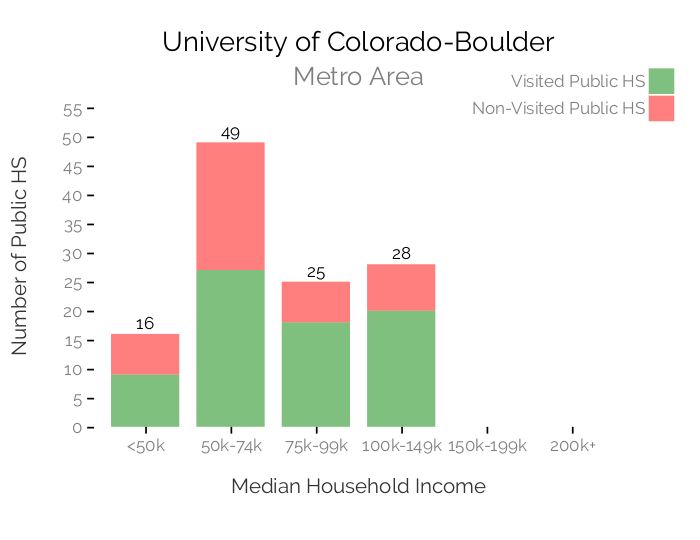 University of Colorado-Boulder
Metro Area
Visited Public HS
Non-Visited Public HS
Number of Public HS
55
50
45
40
35
30
25
20
15
10
5
0
16
49
25
28
<50k
50k-74k
75k-99k
100k-149k
150k-199k
200k+
Median Household Income